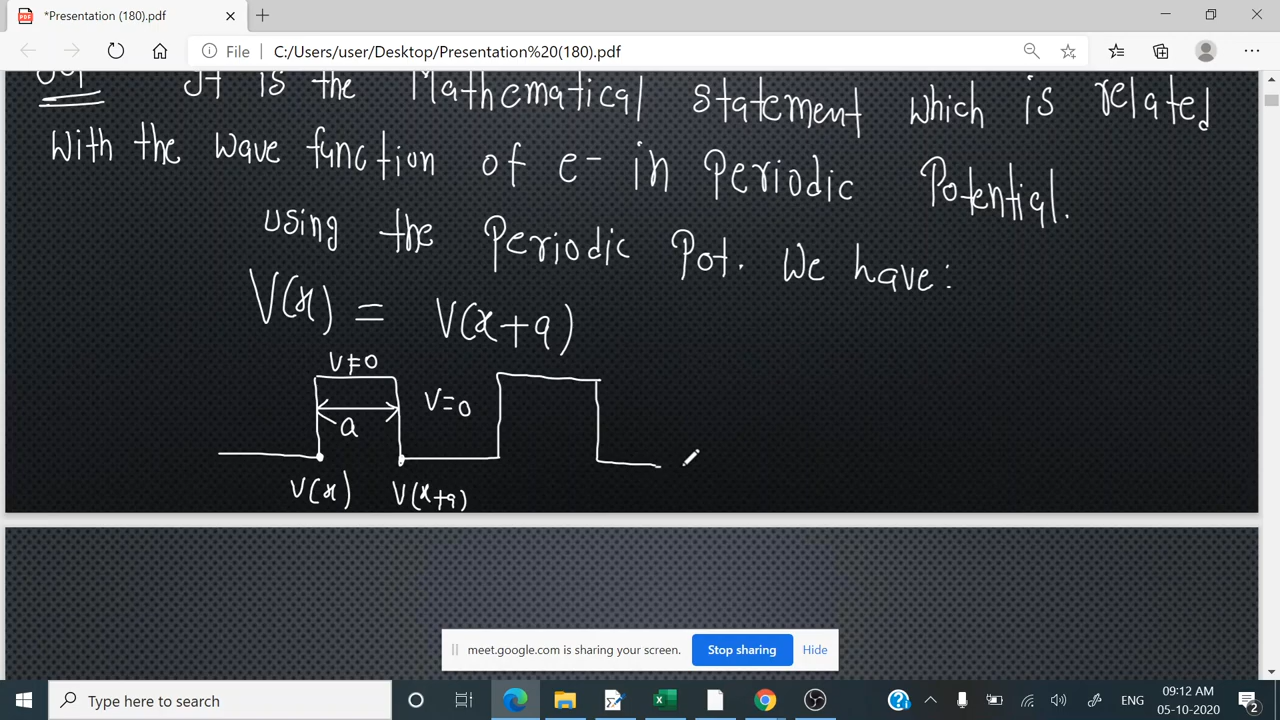 *Presentation (180).pdf
File C:/Users/user/Desktop/Presentation%20(180).pdf
It is the Mathematical Statement which is related
With the wave function of e- in Periodic Potential.
using the Periodic Pot. We have:
V(x) = V(x+a)
V≠0
V=0
a
V(x) V(x+a)
meet.google.com is sharing your screen. Stop sharing Hide
Type here to search
ENG
09:12 AM
05-10-2020
2